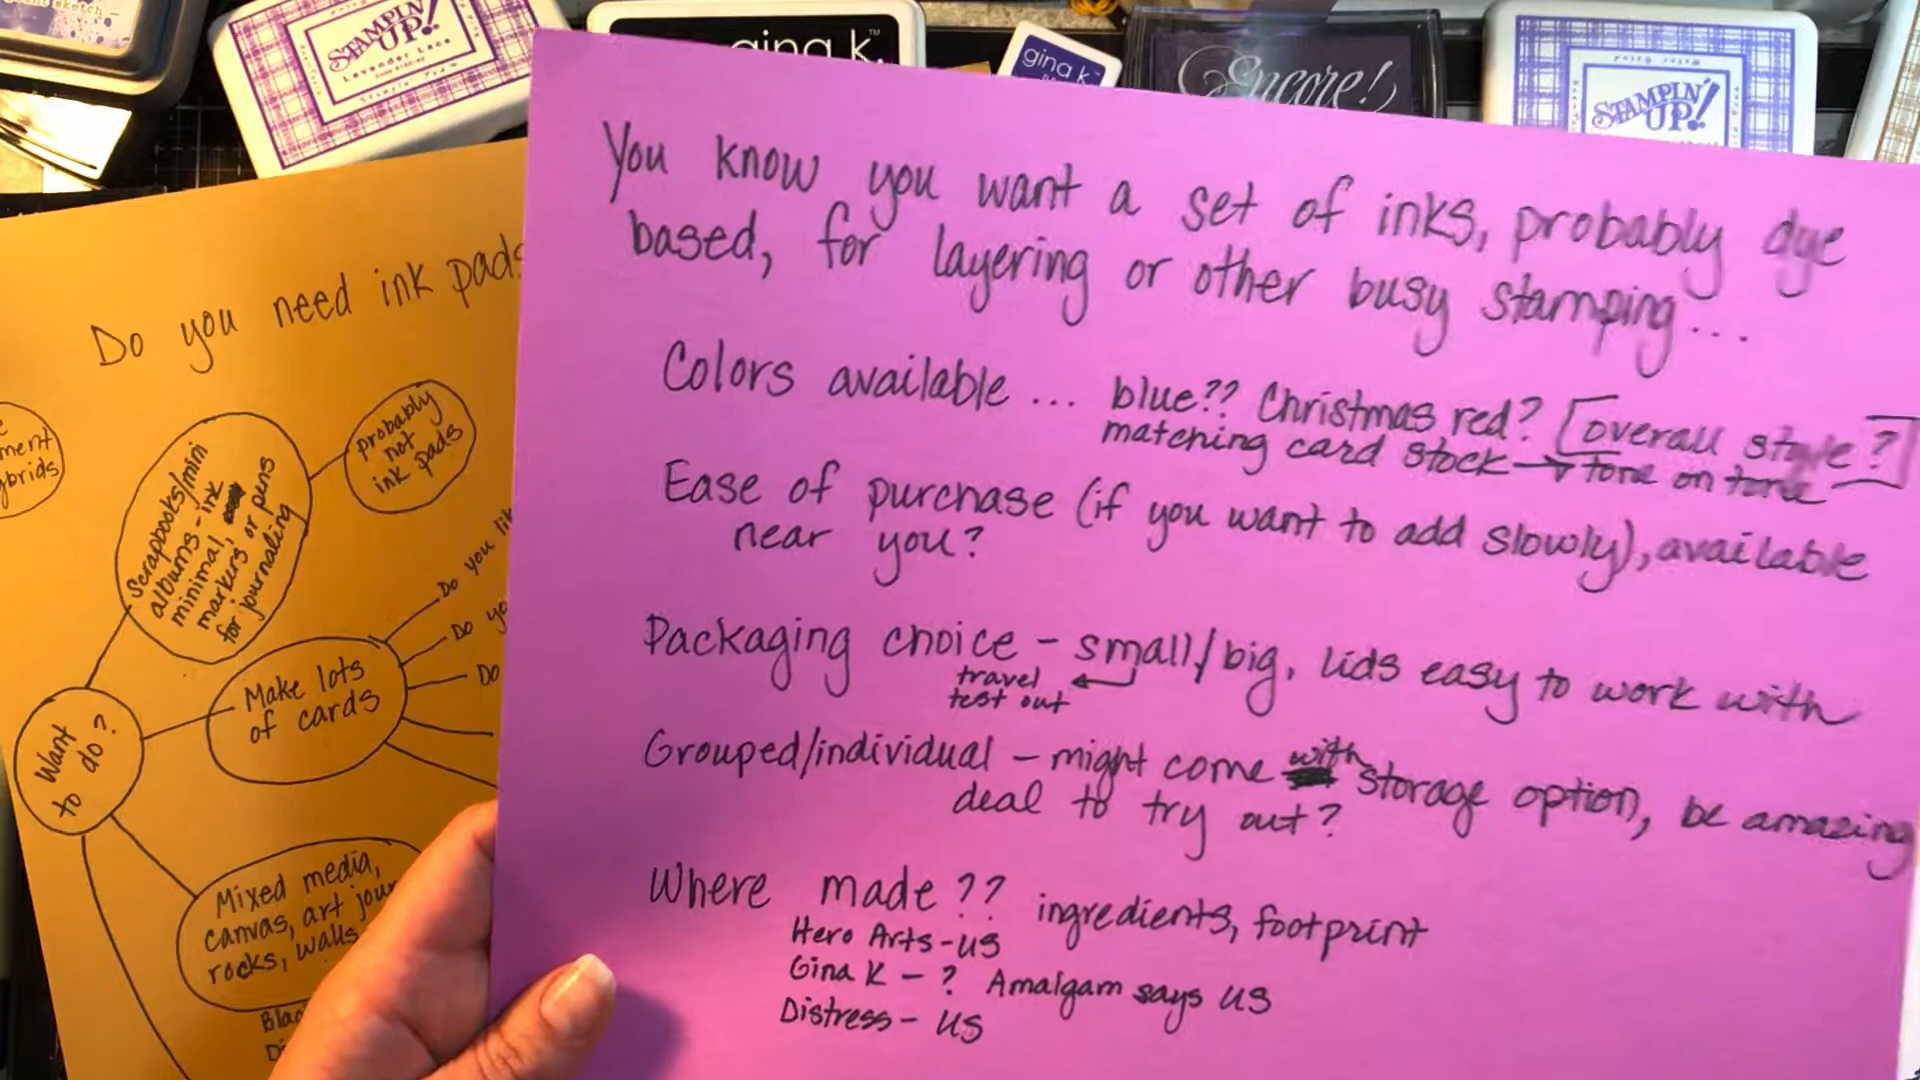 STAMPIN' UP!
Lavender Lace
gina k.
gina k.
Encore!
STAMPIN' UP!
Do you need ink pads
ment
brids
Scrapbooks/mini
albums - ink
minimal,
markers or pens
for journaling
probably
not
ink pads
Want
to do?
Make lots
of cards
Do you lik
Do yo
Do
Mixed media,
canvas, art jour
rocks, walls
You know you want a set of inks, probably dye
based, for layering or other busy stamping...
Colors available ... blue?? Christmas red? [overall style?]
matching card stock → tone on tone
Ease of purchase (if you want to add slowly), available
near you?
Packaging choice - small/big, lids easy to work with
travel
test out
Grouped/individual - might come with storage option, be amazing
deal to try out?
Where made?? ingredients, footprint
Hero Arts - US
Gina K - ? Amalgam says US
Distress - US